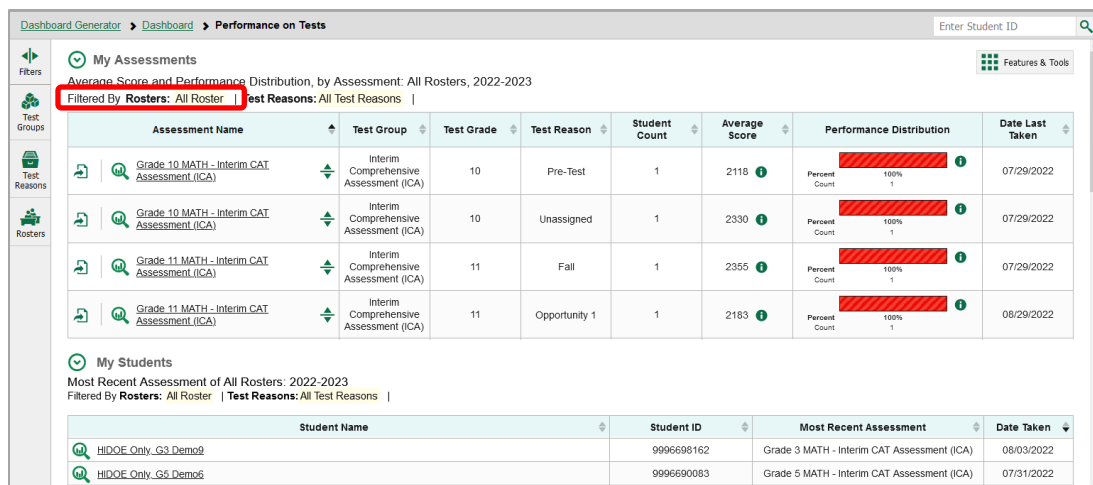 Dashboard Generator > Dashboard > Performance on Tests
Enter Student ID
Filters
Test Groups
Test Reasons
Rosters
My Assessments
Features & Tools
Average Score and Performance Distribution, by Assessment: All Rosters, 2022-2023
Filtered By Rosters: All Roster | Test Reasons: All Test Reasons |
Assessment Name Test Group Test Grade Test Reason Student Count Average Score Performance Distribution Date Last Taken
Grade 10 MATH - Interim CAT Assessment (ICA) Interim Comprehensive Assessment (ICA) 10 Pre-Test 1 2118 Percent 100% Count 1 07/29/2022
Grade 10 MATH - Interim CAT Assessment (ICA) Interim Comprehensive Assessment (ICA) 10 Unassigned 1 2330 Percent 100% Count 1 07/29/2022
Grade 11 MATH - Interim CAT Assessment (ICA) Interim Comprehensive Assessment (ICA) 11 Fall 1 2355 Percent 100% Count 1 07/29/2022
Grade 11 MATH - Interim CAT Assessment (ICA) Interim Comprehensive Assessment (ICA) 11 Opportunity 1 1 2183 Percent 100% Count 1 08/29/2022
My Students
Most Recent Assessment of All Rosters: 2022-2023
Filtered By Rosters: All Roster | Test Reasons: All Test Reasons |
Student Name Student ID Most Recent Assessment Date Taken
HIDOE Only, G3 Demo9 9996698162 Grade 3 MATH - Interim CAT Assessment (ICA) 08/03/2022
HIDOE Only, G5 Demo6 9996690083 Grade 5 MATH - Interim CAT Assessment (ICA) 07/31/2022